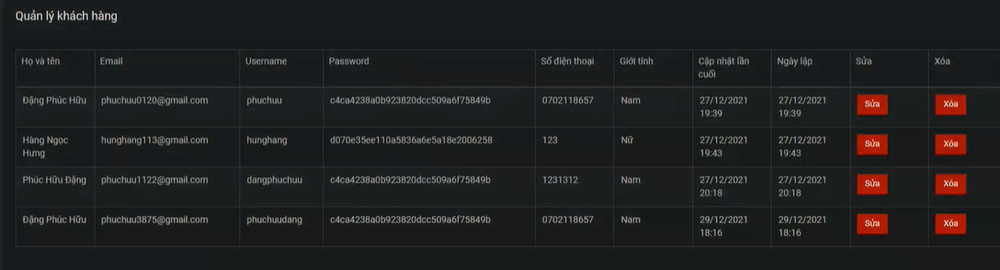 Quản lý khách hàng
Họ và tên Email Username Password Số điện thoại Giới tính Cập nhật lần cuối Ngày lập Sửa Xóa
Đặng Phúc Hữu phuchuu0120@gmail.com phuchuu c4ca4238a0b923820dcc509a6f75849b 0702118657 Nam 27/12/2021 19:39 27/12/2021 19:39 Sửa Xóa
Hàng Ngọc Hưng hunghang113@gmail.com hunghang d070e35ee110a5836a6e5a18e2006258 123 Nữ 27/12/2021 19:43 27/12/2021 19:43 Sửa Xóa
Phúc Hữu Đặng phuchuu1122@gmail.com dangphuchuu c4ca4238a0b923820dcc509a6f75849b 1231312 Nam 27/12/2021 20:18 27/12/2021 20:18 Sửa Xóa
Đặng Phúc Hữu phuchuu3875@gmail.com phuchuudang c4ca4238a0b923820dcc509a6f75849b 0702118657 Nam 29/12/2021 18:16 29/12/2021 18:16 Sửa Xóa